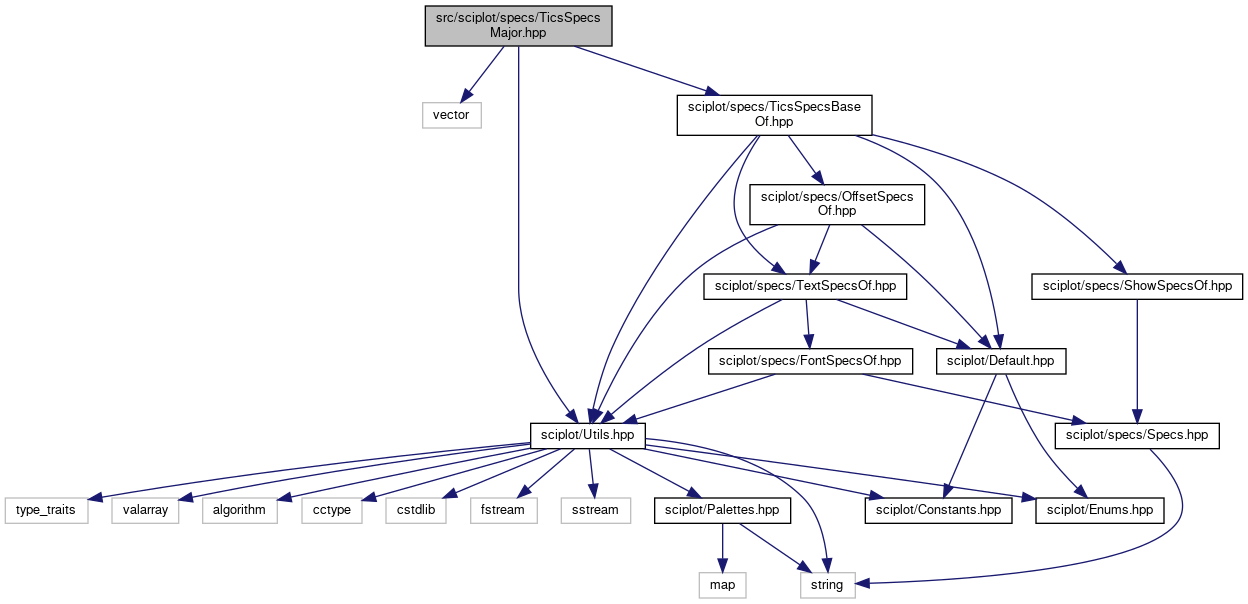 src/sciplot/specs/TicsSpecs
Major.hpp
vector
sciplot/specs/TicsSpecsBase
Of.hpp
sciplot/specs/OffsetSpecs
Of.hpp
sciplot/specs/TextSpecsOf.hpp
sciplot/specs/ShowSpecsOf.hpp
sciplot/specs/FontSpecsOf.hpp
sciplot/Default.hpp
sciplot/Utils.hpp
sciplot/specs/Specs.hpp
type_traits
valarray
algorithm
cctype
cstdlib
fstream
sstream
sciplot/Palettes.hpp
sciplot/Constants.hpp
sciplot/Enums.hpp
map
string